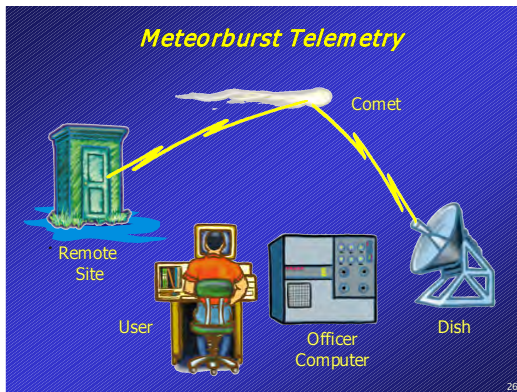 Meteorburst Telemetry
Comet
Remote
Site
User
Officer
Computer
Dish
26